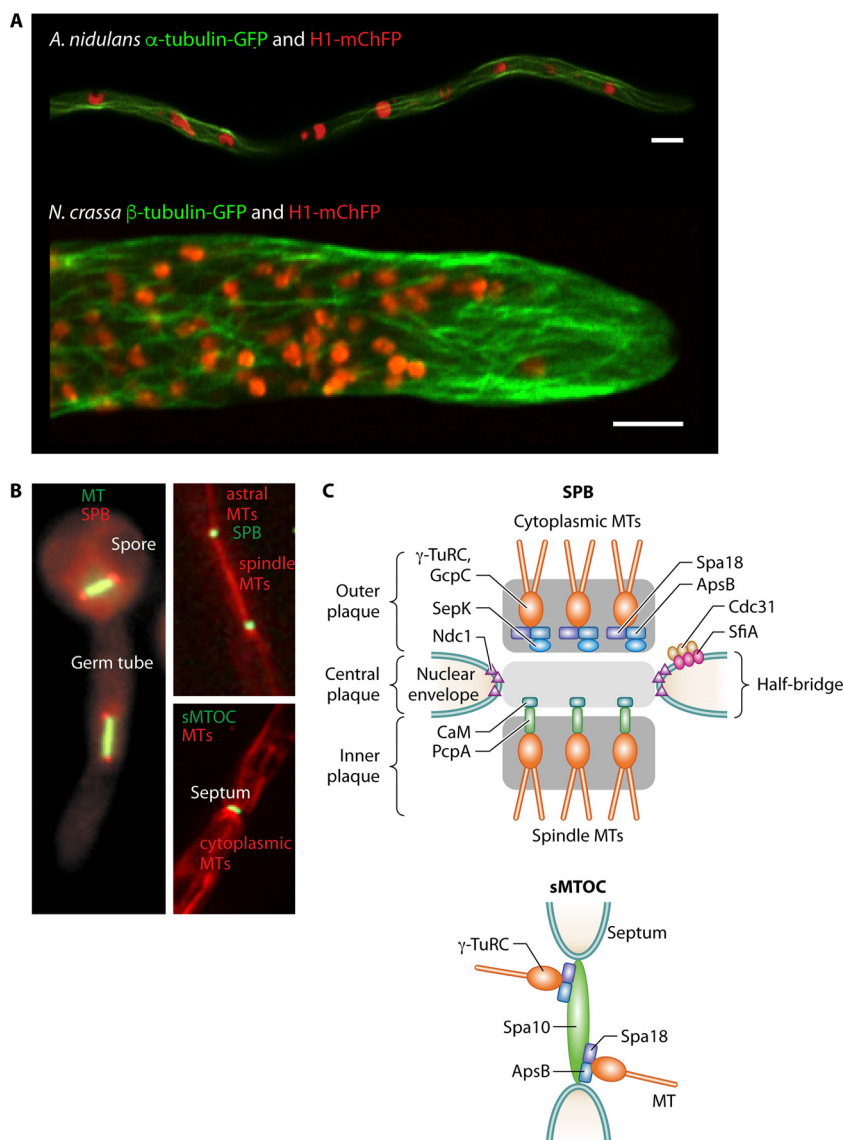 A
A. nidulans α-tubulin-GFP and H1-mChFP
N. crassa β-tubulin-GFP and H1-mChFP
B
MT
SPB
Spore
Germ tube
astral
MTs
SPB
spindle
MTs
sMTOC
MTs
Septum
cytoplasmic
MTs
C
SPB
Cytoplasmic MTs
Outer
plaque
γ-TuRC,
GcpC
SepK
Ndc1
Spa18
ApsB
Cdc31
SfiA
Central
plaque
Nuclear
envelope
Half-bridge
CaM
PcpA
Inner
plaque
Spindle MTs
sMTOC
Septum
γ-TuRC
Spa10
Spa18
ApsB
MT